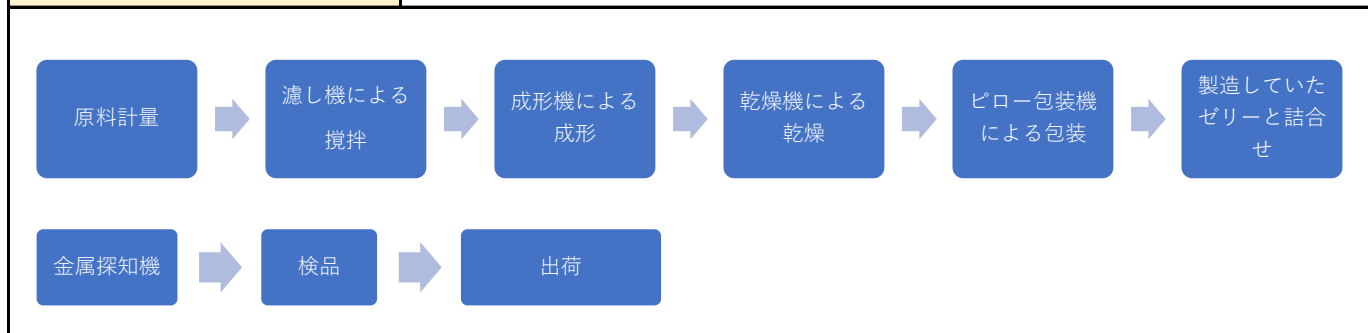 原料計量
濾し機による
撹拌
成形機による
成形
乾燥機による
乾燥
ピロー包装機
による包装
製造していた
ゼリーと詰合
せ
金属探知機
検品
出荷